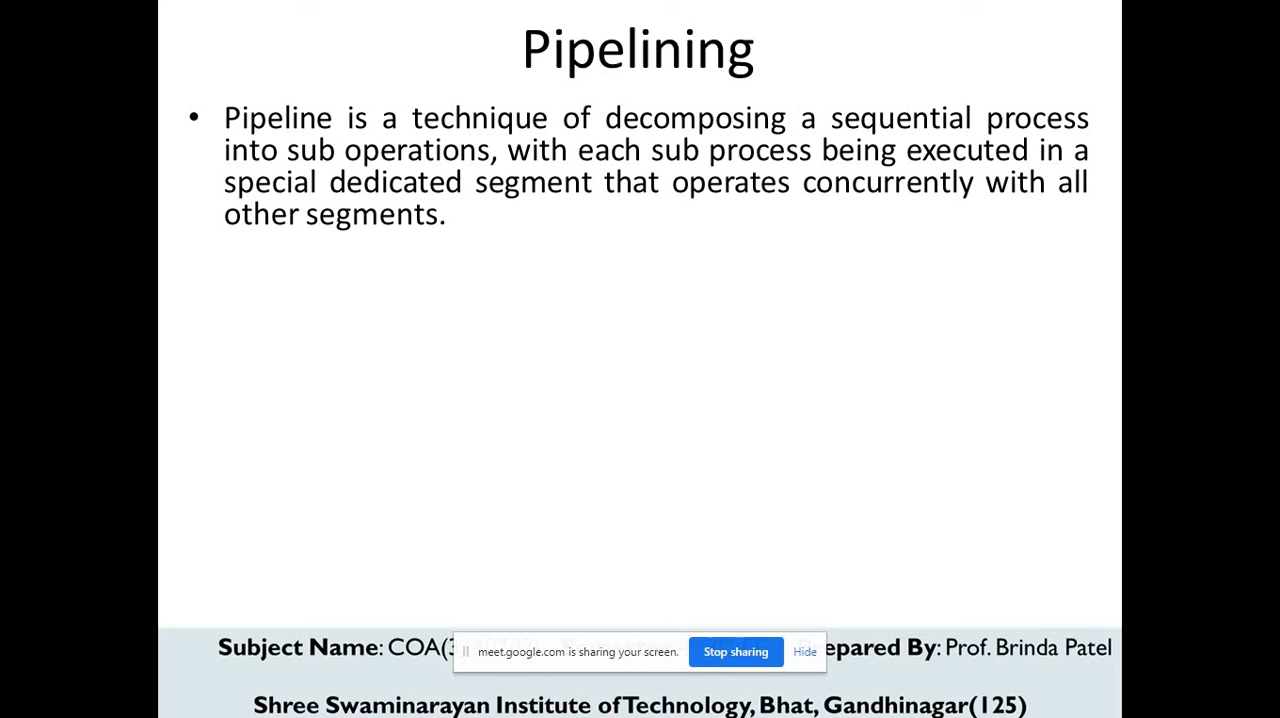 Pipelining
• Pipeline is a technique of decomposing a sequential process
into sub operations, with each sub process being executed in a
special dedicated segment that operates concurrently with all
other segments.
Subject Name: COA( epared By: Prof. Brinda Patel
meet.google.com is sharing your screen. Stop sharing Hide
Shree Swaminarayan Institute of Technology, Bhat, Gandhinagar(125)